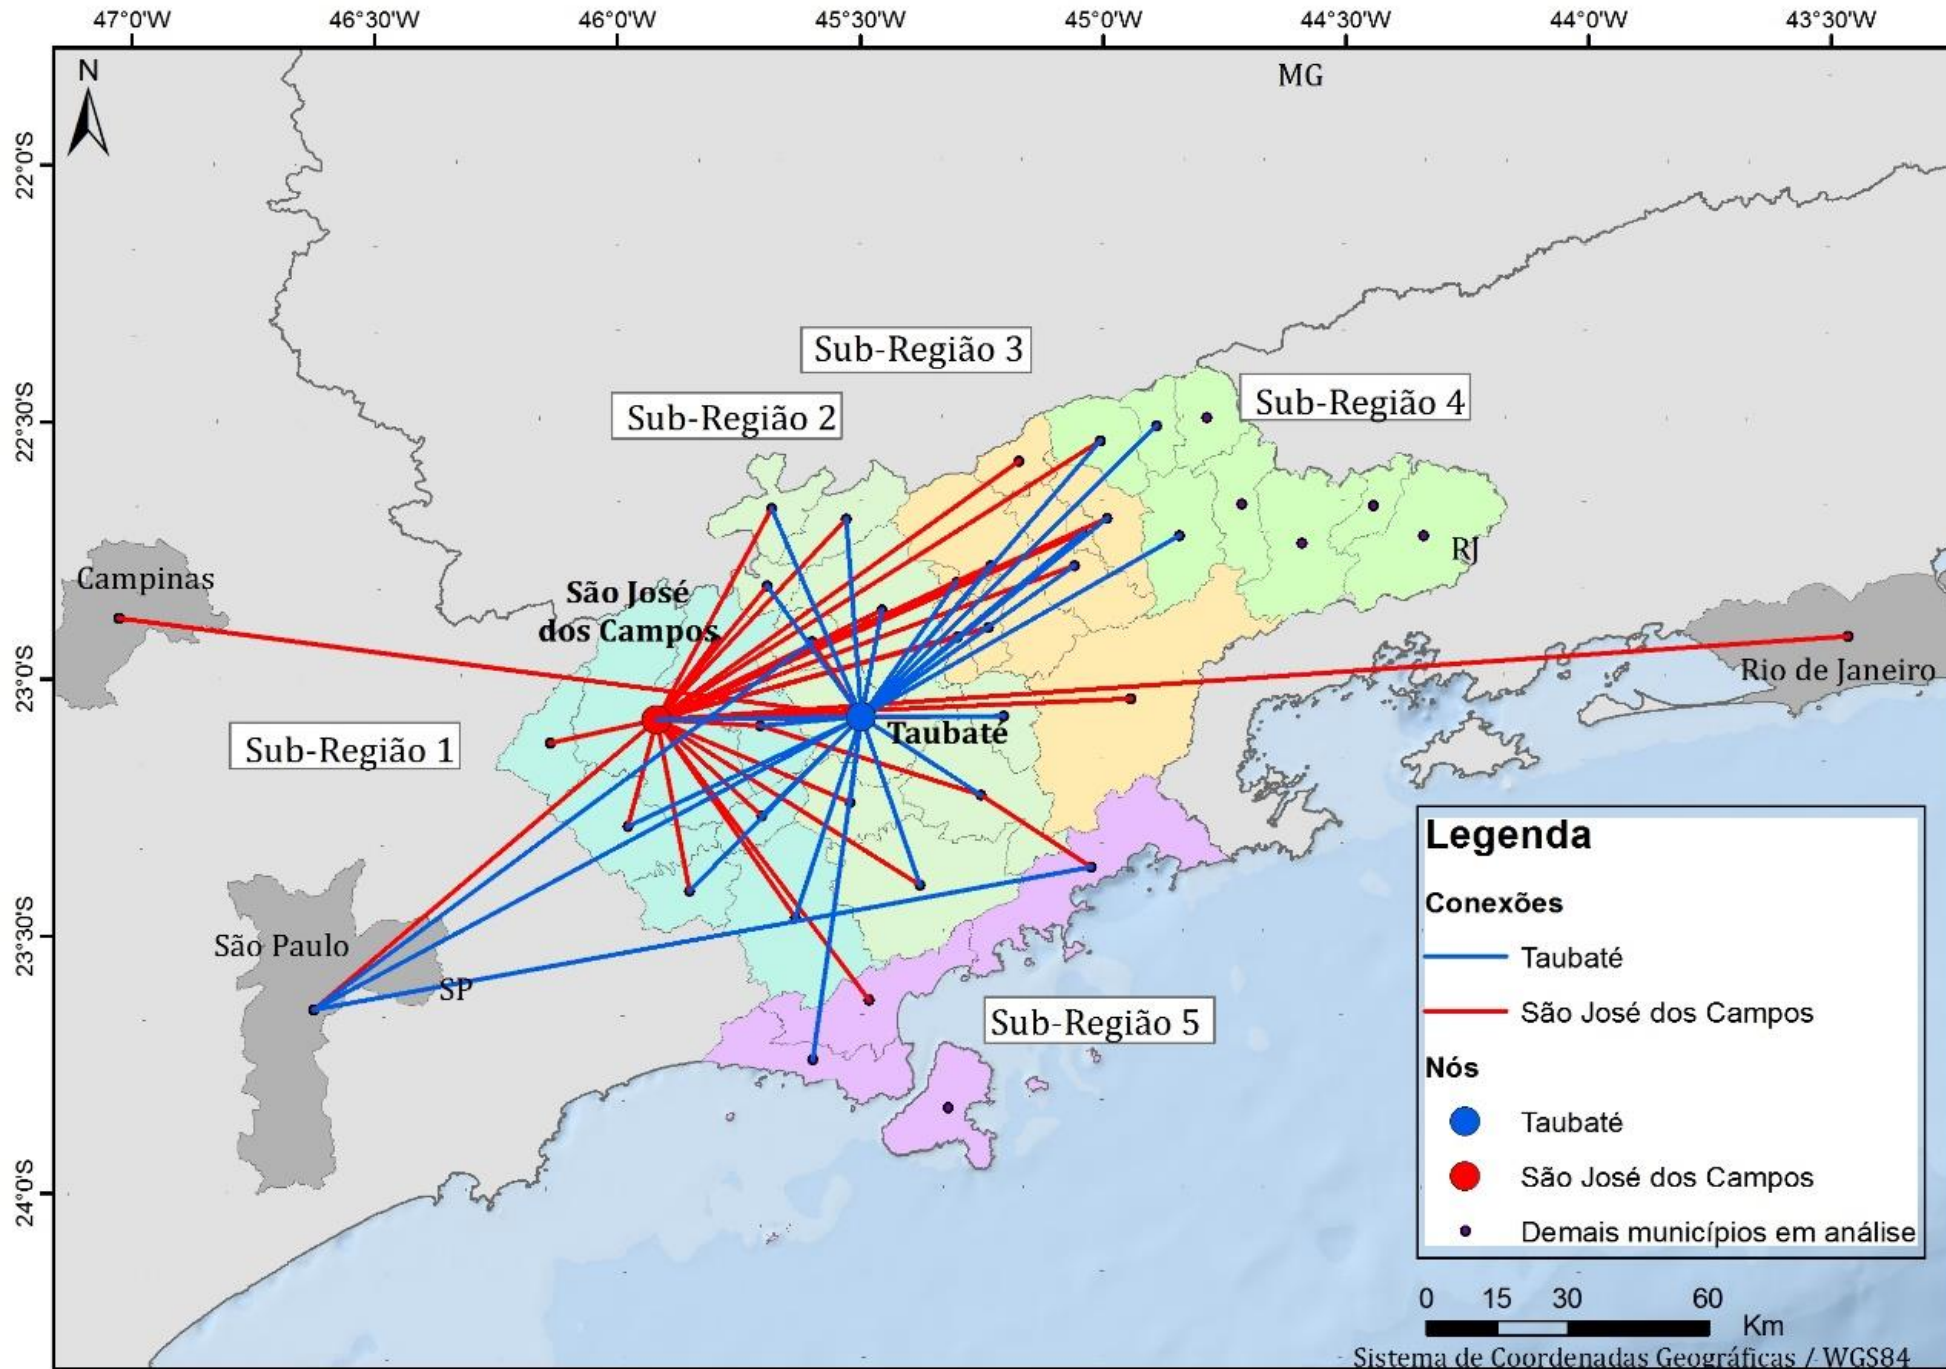 47°0'W 46°30'W 46°0'W 45°30'W 45°0'W 44°30'W 44°0'W 43°30'W
N
MG
22°0'S
Sub-Região 3
Sub-Região 4
Sub-Região 2
22°30'S
RJ
Campinas
São José
dos Campos
Rio de Janeiro
23°0'S
Sub-Região 1
Taubaté
São Paulo
SP
23°30'S
Sub-Região 5
24°0'S
Legenda
Conexões
Taubaté
São José dos Campos
Nós
Taubaté
São José dos Campos
Demais municípios em análise
0 15 30 60
Km
Sistema de Coordenadas Geográficas / WGS84